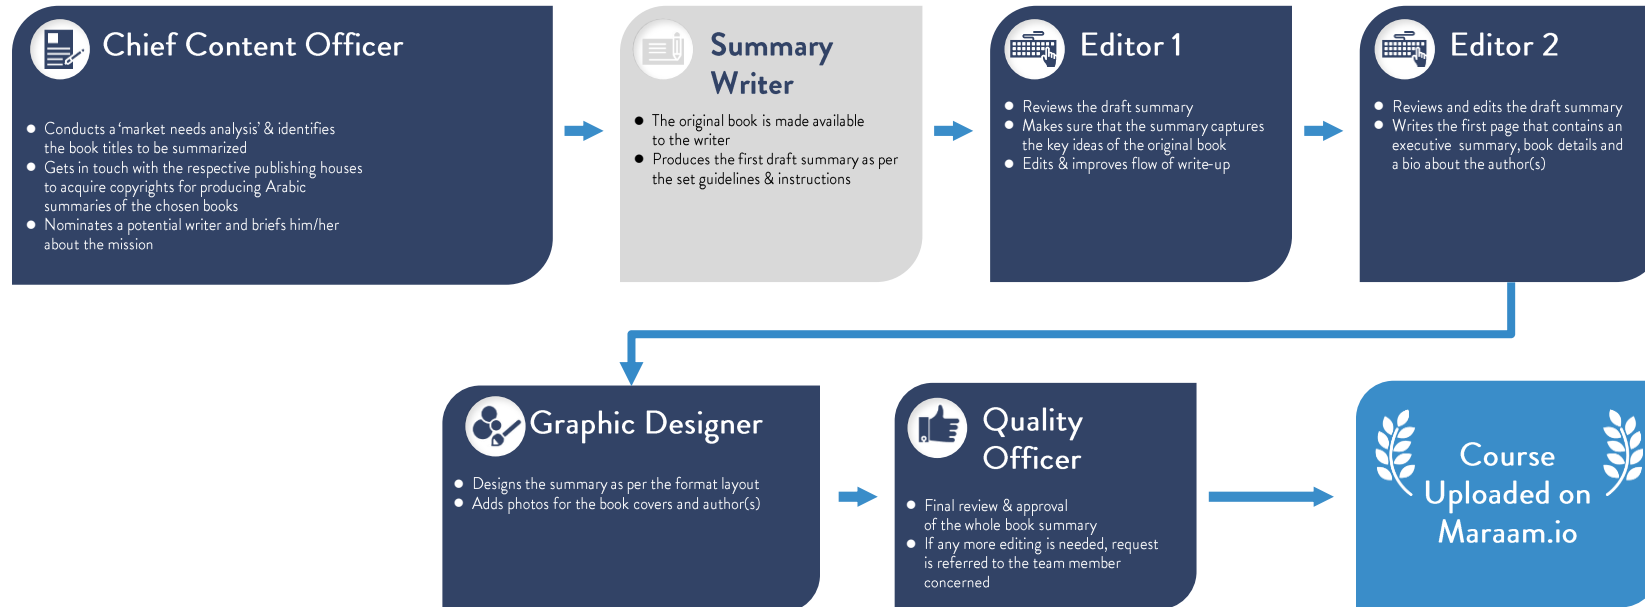 Chief Content Officer
● Conducts a 'market needs analysis' & identifies
the book titles to be summarized
● Gets in touch with the respective publishing houses
to acquire copyrights for producing Arabic
summaries of the chosen books
● Nominates a potential writer and briefs him/her
about the mission
Summary
Writer
● The original book is made available
to the writer
● Produces the first draft summary as per
the set guidelines & instructions
Editor 1
● Reviews the draft summary
● Makes sure that the summary captures
the key ideas of the original book
● Edits & improves flow of write-up
Editor 2
● Reviews and edits the draft summary
● Writes the first page that contains an
executive summary, book details and
a bio about the author(s)
Graphic Designer
● Designs the summary as per the format layout
● Adds photos for the book covers and author(s)
Quality
Officer
● Final review & approval
of the whole book summary
● If any more editing is needed, request
is referred to the team member
concerned
Course
Uploaded on
Maraam.io